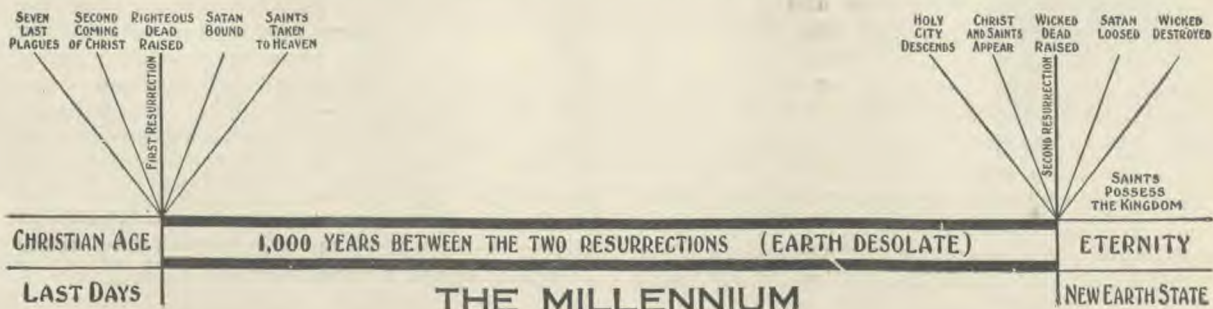 SEVEN
LAST
PLAGUES
SECOND
COMING
OF CHRIST
RIGHTEOUS
DEAD
RAISED
SATAN
BOUND
SAINTS
TAKEN
TO HEAVEN
FIRST RESURRECTION
HOLY
CITY
DESCENDS
CHRIST
AND SAINTS
APPEAR
WICKED
DEAD
RAISED
SATAN
LOOSED
WICKED
DESTROYED
SECOND RESURRECTION
SAINTS
POSSESS
THE KINGDOM
CHRISTIAN AGE
1,000 YEARS BETWEEN THE TWO RESURRECTIONS (EARTH DESOLATE)
ETERNITY
LAST DAYS
THE MILLENNIUM
NEW EARTH STATE